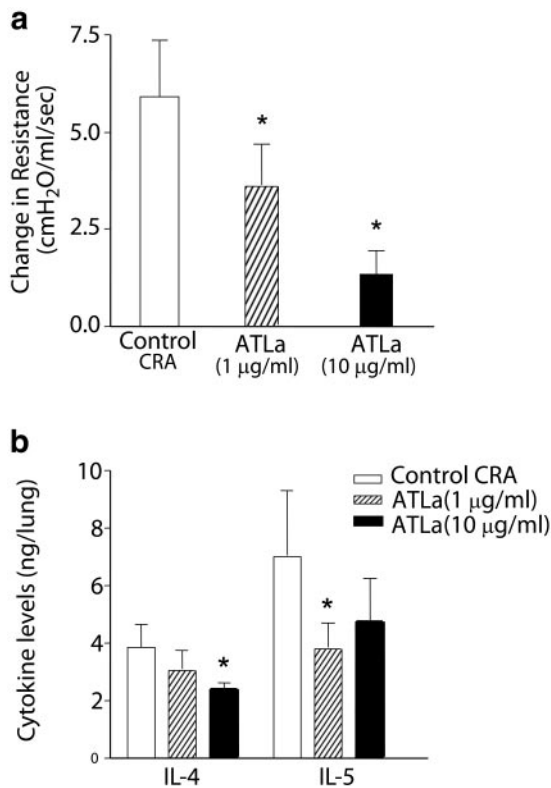 a
Change in Resistance
(cmH₂O/ml/sec)
7.5
5.0
2.5
0.0
*
*
Control
CRA
ATLa
(1 μg/ml)
ATLa
(10 μg/ml)
b
Cytokine levels (ng/lung)
10
8
6
4
2
0
Control CRA
ATLa(1 μg/ml)
ATLa(10 μg/ml)
*
*
IL-4
IL-5